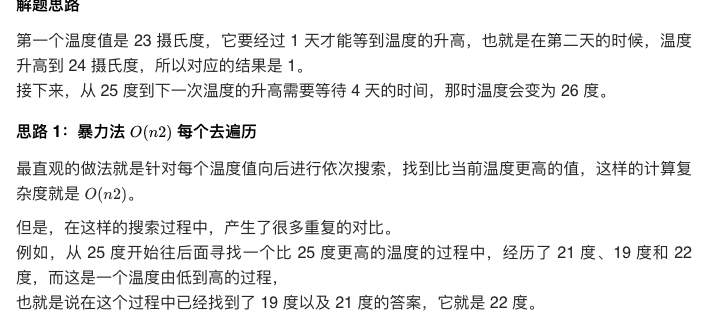 解题思路
第一个温度值是 23 摄氏度，它要经过 1 天才能等到温度的升高，也就是在第二天的时候，温度
升高到 24 摄氏度，所以对应的结果是 1。
接下来，从 25 度到下一次温度的升高需要等待 4 天的时间，那时温度会变为 26 度。
思路 1：暴力法 O(n2) 每个去遍历
最直观的做法就是针对每个温度值向后进行依次搜索，找到比当前温度更高的值，这样的计算复
杂度就是 O(n2)。
但是，在这样的搜索过程中，产生了很多重复的对比。
例如，从 25 度开始往后面寻找一个比 25 度更高的温度的过程中，经历了 21 度、19 度和 22
度，而这是一个温度由低到高的过程，
也就是说在这个过程中已经找到了 19 度以及 21 度的答案，它就是 22 度。